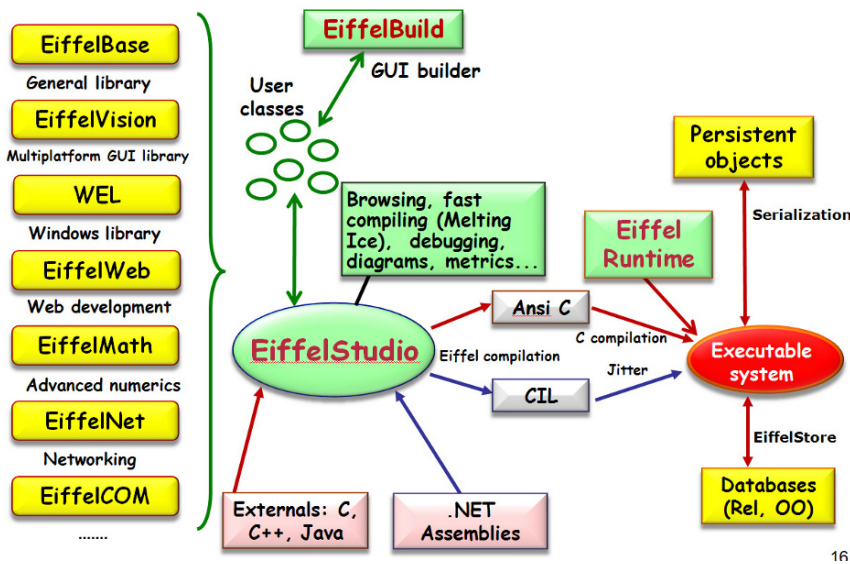 EiffelBase
General library
EiffelVision
Multiplatform GUI library
WEL
Windows library
EiffelWeb
Web development
EiffelMath
Advanced numerics
EiffelNet
Networking
EiffelCOM
.......
EiffelBuild
GUI builder
User
classes
Browsing, fast
compiling (Melting
Ice), debugging,
diagrams, metrics...
EiffelStudio
Eiffel compilation
Ansi C
CIL
C compilation
Jitter
Eiffel
Runtime
Persistent
objects
Serialization
Executable
system
EiffelStore
Databases
(Rel, OO)
Externals: C,
C++, Java
.NET
Assemblies
16